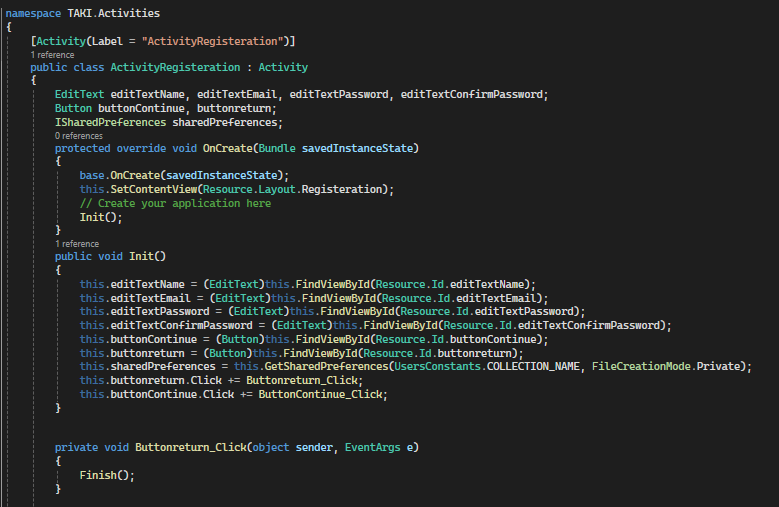 namespace TAKI.Activities
{
[Activity(Label = "ActivityRegisteration")]
1 reference
public class ActivityRegisteration : Activity
{
EditText editTextName, editTextEmail, editTextPassword, editTextConfirmPassword;
Button buttonContinue, buttonreturn;
ISharedPreferences sharedPreferences;
0 references
protected override void OnCreate(Bundle savedInstanceState)
{
base.OnCreate(savedInstanceState);
this.SetContentView(Resource.Layout.Registeration);
// Create your application here
Init();
}
1 reference
public void Init()
{
this.editTextName = (EditText)this.FindViewById(Resource.Id.editTextName);
this.editTextEmail = (EditText)this.FindViewById(Resource.Id.editTextEmail);
this.editTextPassword = (EditText)this.FindViewById(Resource.Id.editTextPassword);
this.editTextConfirmPassword = (EditText)this.FindViewById(Resource.Id.editTextConfirmPassword);
this.buttonContinue = (Button)this.FindViewById(Resource.Id.buttonContinue);
this.buttonreturn = (Button)this.FindViewById(Resource.Id.buttonreturn);
this.sharedPreferences = this.GetSharedPreferences(UsersConstants.COLLECTION_NAME, FileCreationMode.Private);
this.buttonreturn.Click += Buttonreturn_Click;
this.buttonContinue.Click += ButtonContinue_Click;
}
private void Buttonreturn_Click(object sender, EventArgs e)
{
Finish();
}